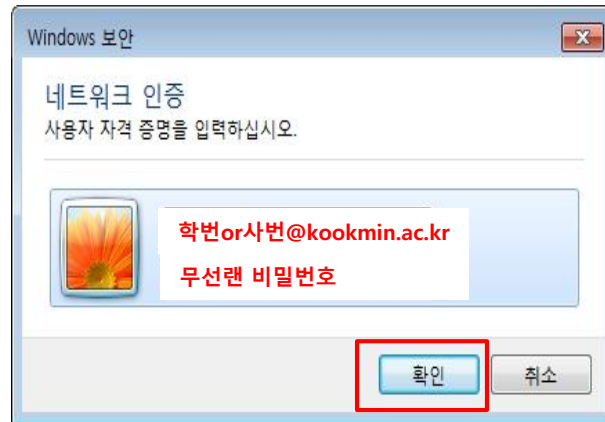 Windows 보안
네트워크 인증
사용자 자격 증명을 입력하십시오.
학번or사번@kookmin.ac.kr
무선랜 비밀번호
확인
취소